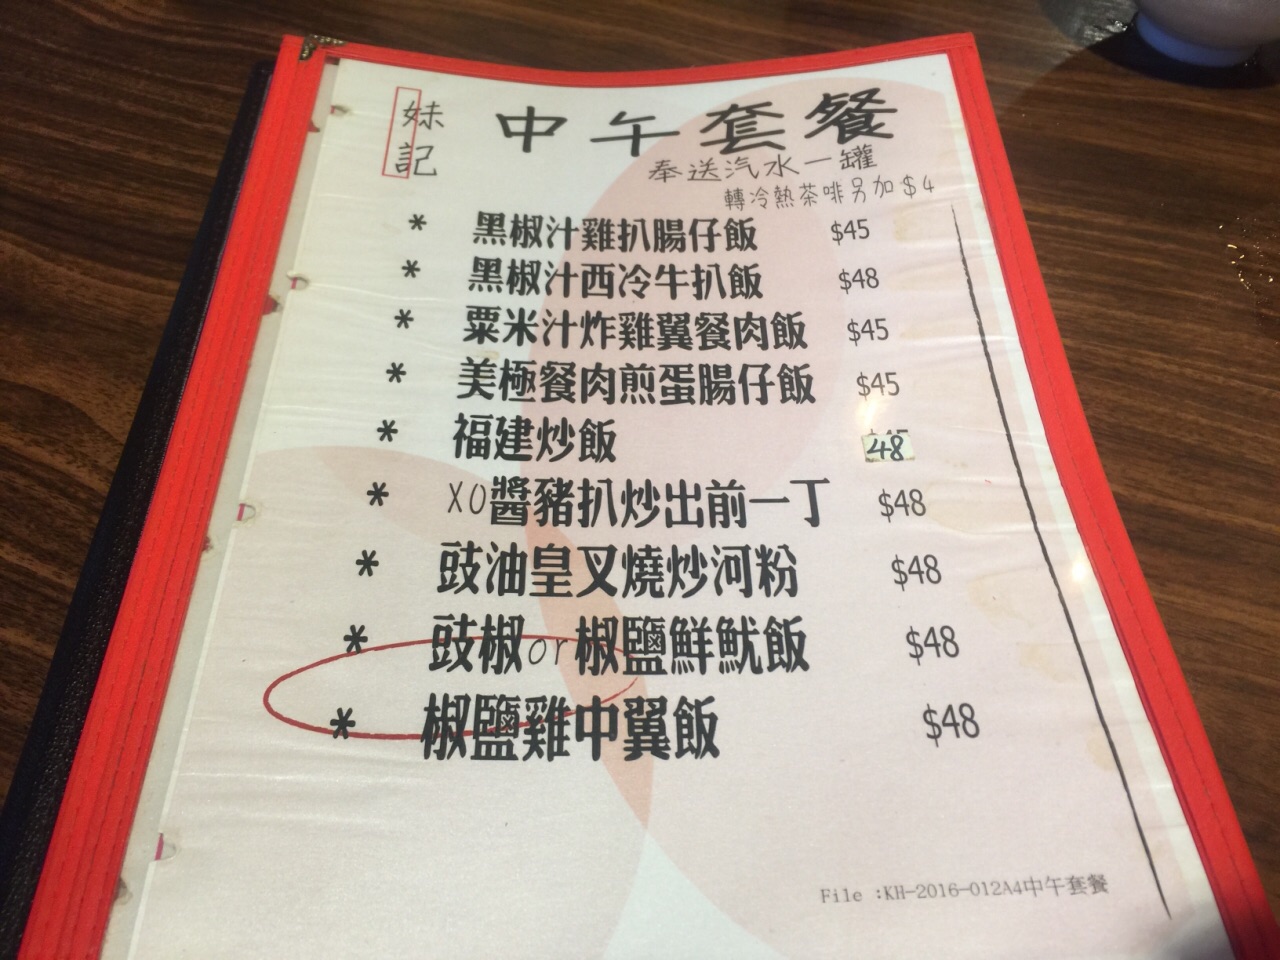 妹記
中午套餐
奉送汽水一罐
轉冷熱茶啡另加$4
* 黑椒汁雞扒腸仔飯 $45
* 黑椒汁西冷牛扒飯 $48
* 粟米汁炸雞翼餐肉飯 $45
* 美極餐肉煎蛋腸仔飯 $45
* 福建炒飯 48
* XO醬豬扒炒出前一丁 $48
* 豉油皇叉燒炒河粉 $48
* 豉椒or椒鹽鮮魷飯 $48
* 椒鹽雞中翼飯 $48
File :KH-2016-012A4中午套餐